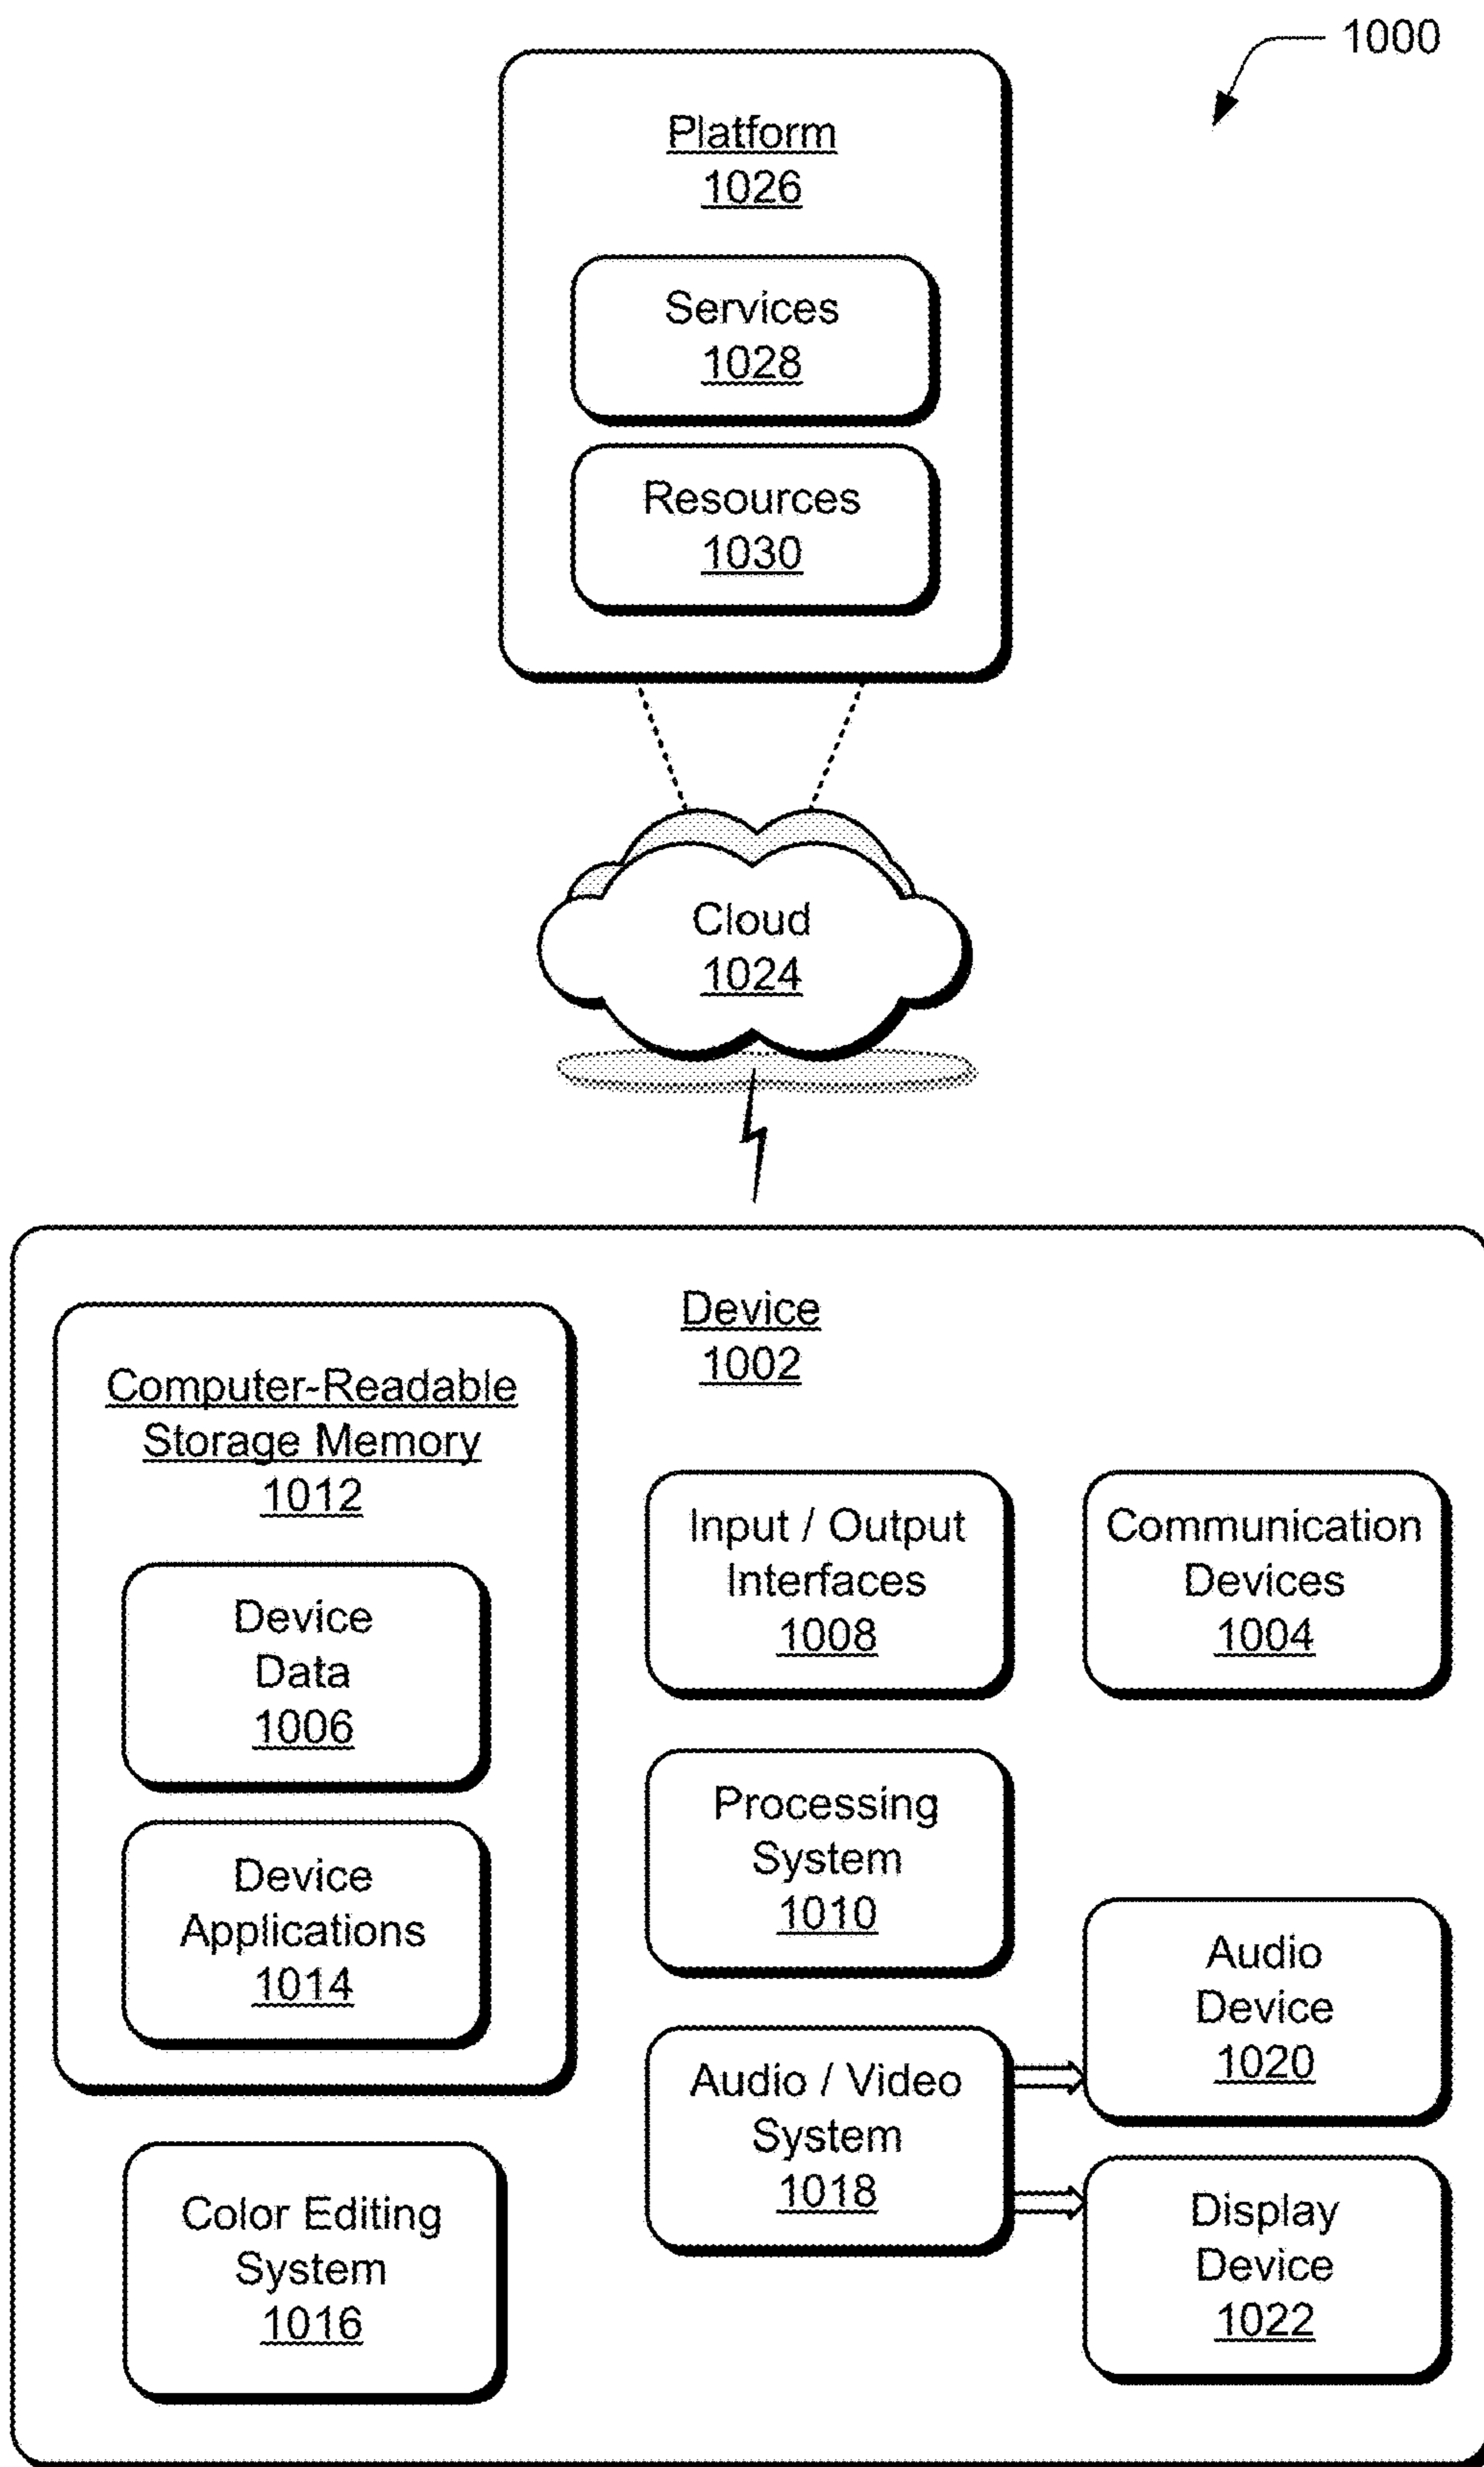 1000
Platform
1026
Services
1028
Resources
1030
Cloud
1024
Device
1002
Computer-Readable
Storage Memory
1012
Device
Data
1006
Device
Applications
1014
Color Editing
System
1016
Input / Output
Interfaces
1008
Processing
System
1010
Audio / Video
System
1018
Communication
Devices
1004
Audio
Device
1020
Display
Device
1022